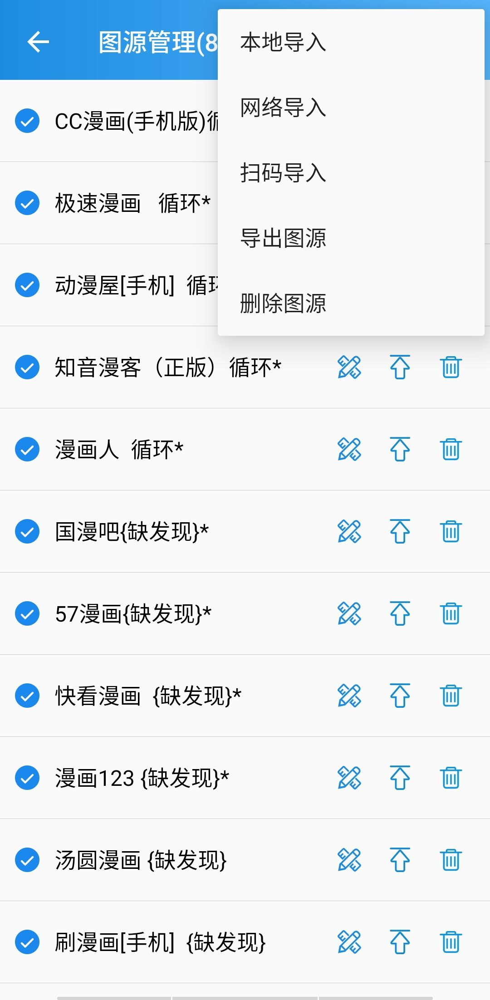 图源管理(8
本地导入
网络导入
扫码导入
导出图源
删除图源
CC漫画(手机版)
极速漫画 循环*
动漫屋[手机] 循
知音漫客（正版）循环*
漫画人 循环*
国漫吧{缺发现}*
57漫画{缺发现}*
快看漫画 {缺发现}*
漫画123 {缺发现}*
汤圆漫画 {缺发现}
刷漫画[手机] {缺发现}